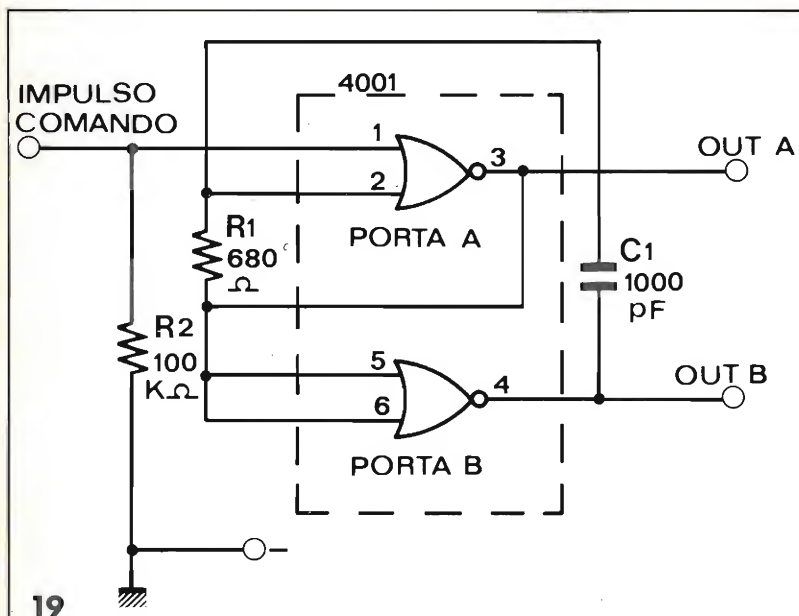 4001
IMPULSO
COMANDO
1
2
3
OUT A
PORTA A
R1
680
Ω
C1
1000
pF
R2
100
KΩ
5
6
4
OUT B
PORTA B
-
19